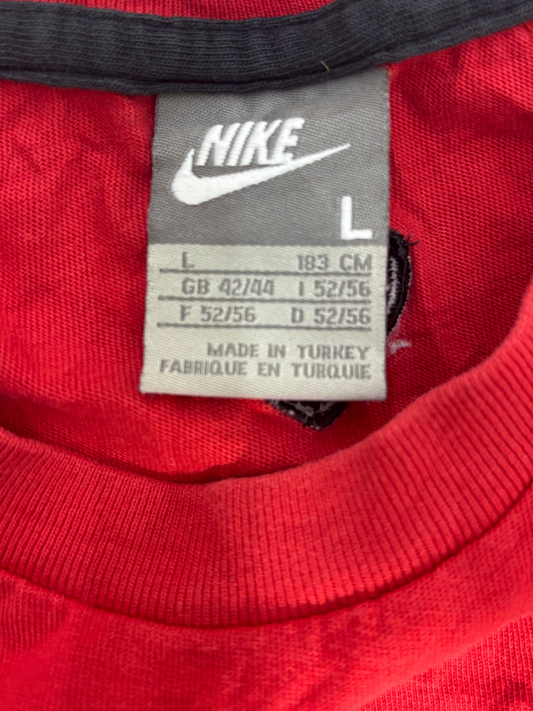 NIKE
L
L 183 CM
GB 42/44 I 52/56
F 52/56 D 52/56
MADE IN TURKEY
FABRIQUE EN TURQUIE